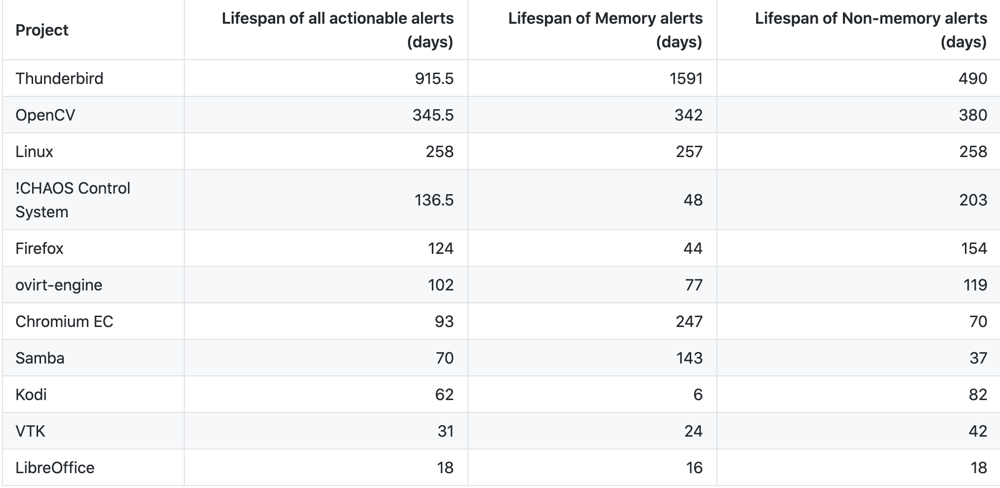 Project
Lifespan of all actionable alerts
(days)
Lifespan of Memory alerts
(days)
Lifespan of Non-memory alerts
(days)
Thunderbird 915.5 1591 490
OpenCV 345.5 342 380
Linux 258 257 258
!CHAOS Control
System
136.5 48 203
Firefox 124 44 154
ovirt-engine 102 77 119
Chromium EC 93 247 70
Samba 70 143 37
Kodi 62 6 82
VTK 31 24 42
LibreOffice 18 16 18